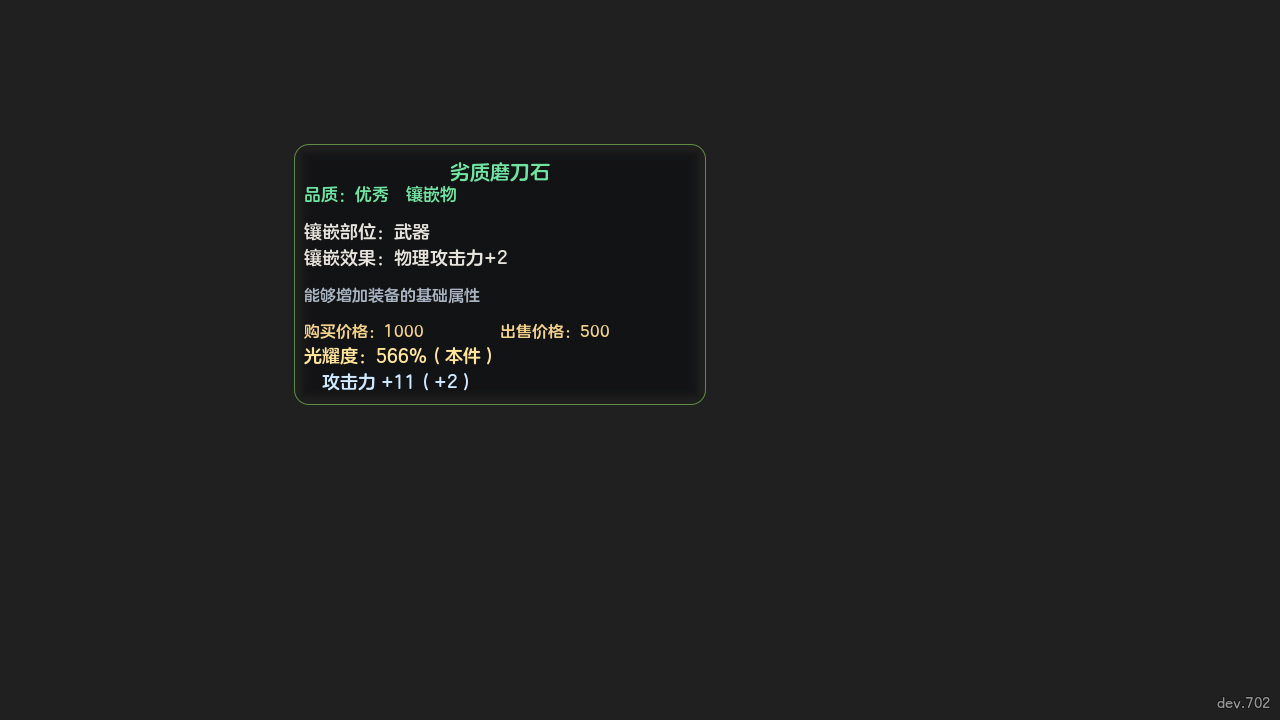 劣质磨刀石
品质：优秀　镶嵌物
镶嵌部位：武器
镶嵌效果：物理攻击力+2
能够增加装备的基础属性
购买价格：1000　出售价格：500
光耀度：566%（本件）
攻击力 +11（+2）
dev.702